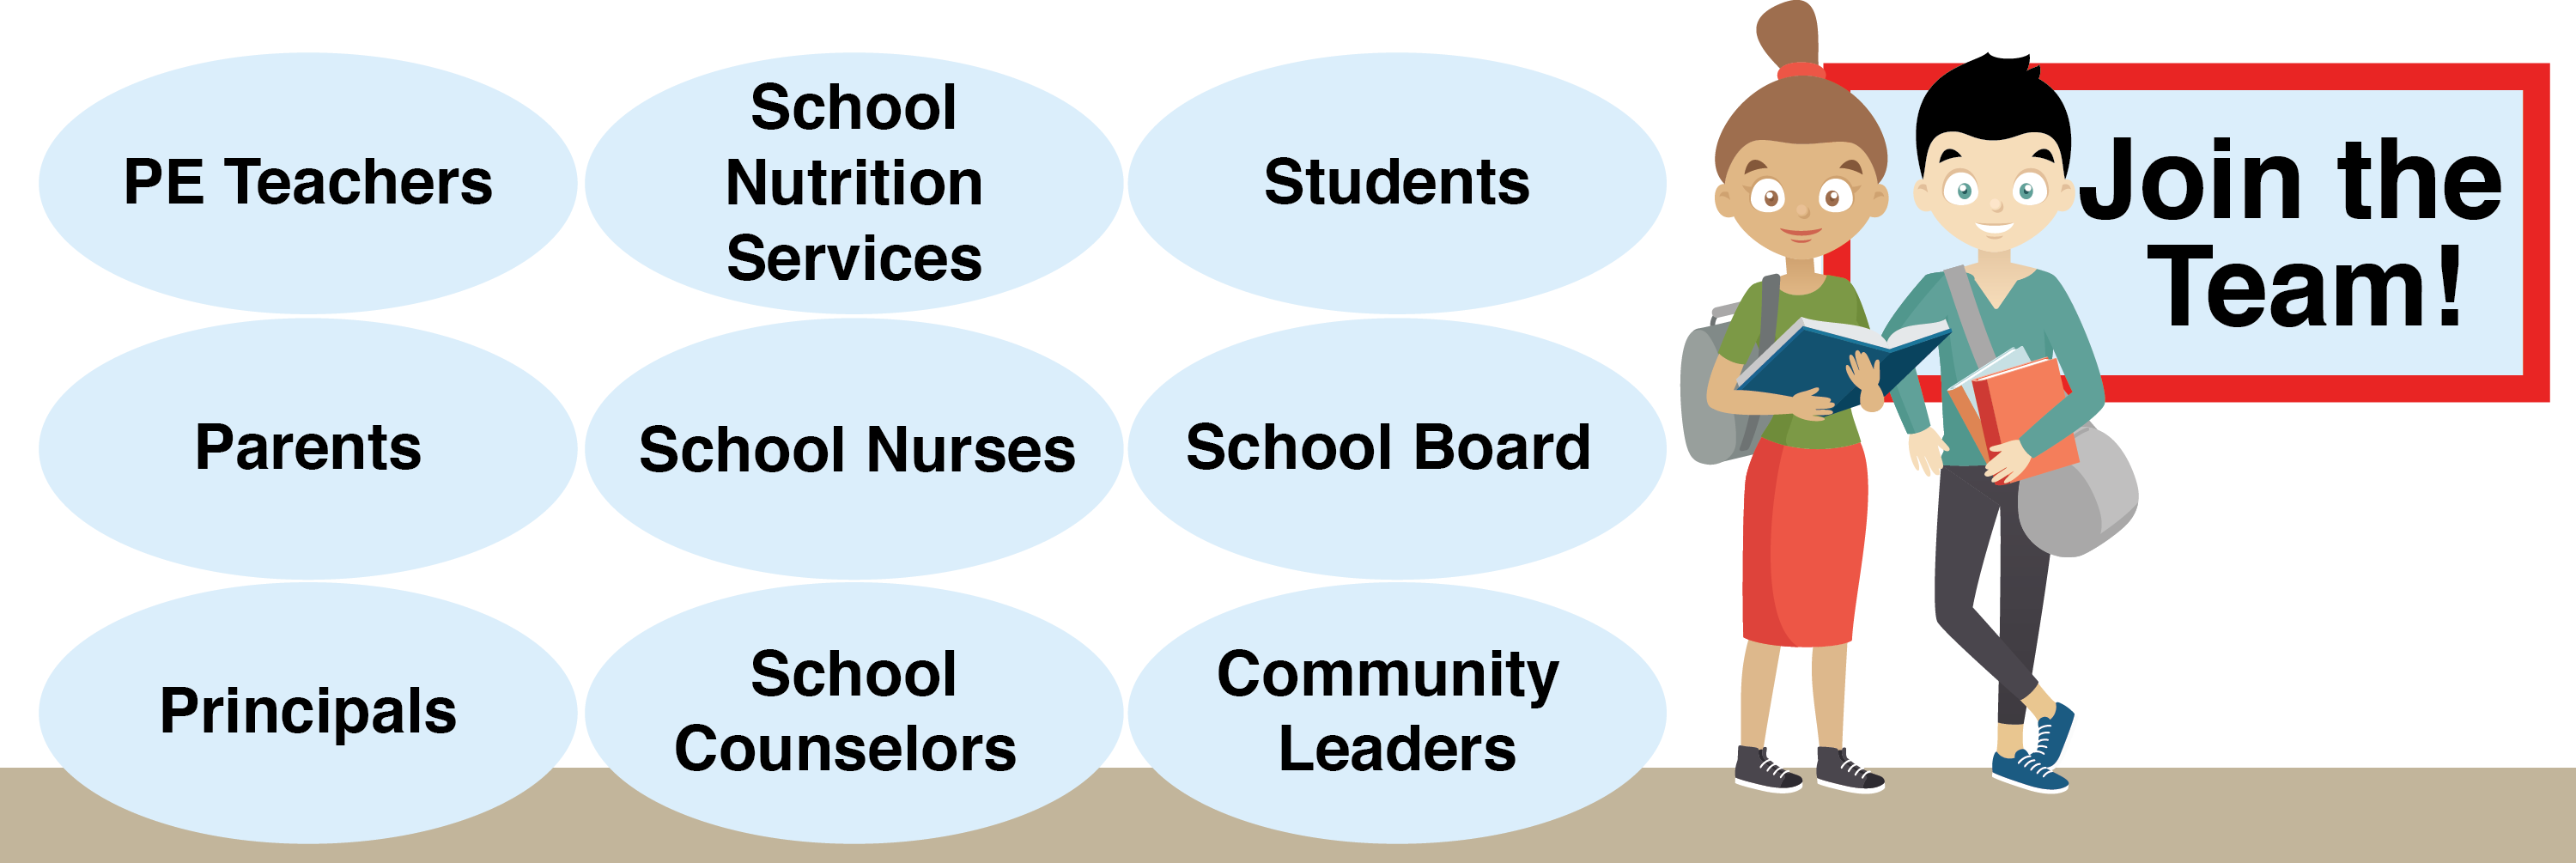 PE Teachers
School
Nutrition
Services
Students
Parents
School Nurses
School Board
Principals
School
Counselors
Community
Leaders
Join the
Team!